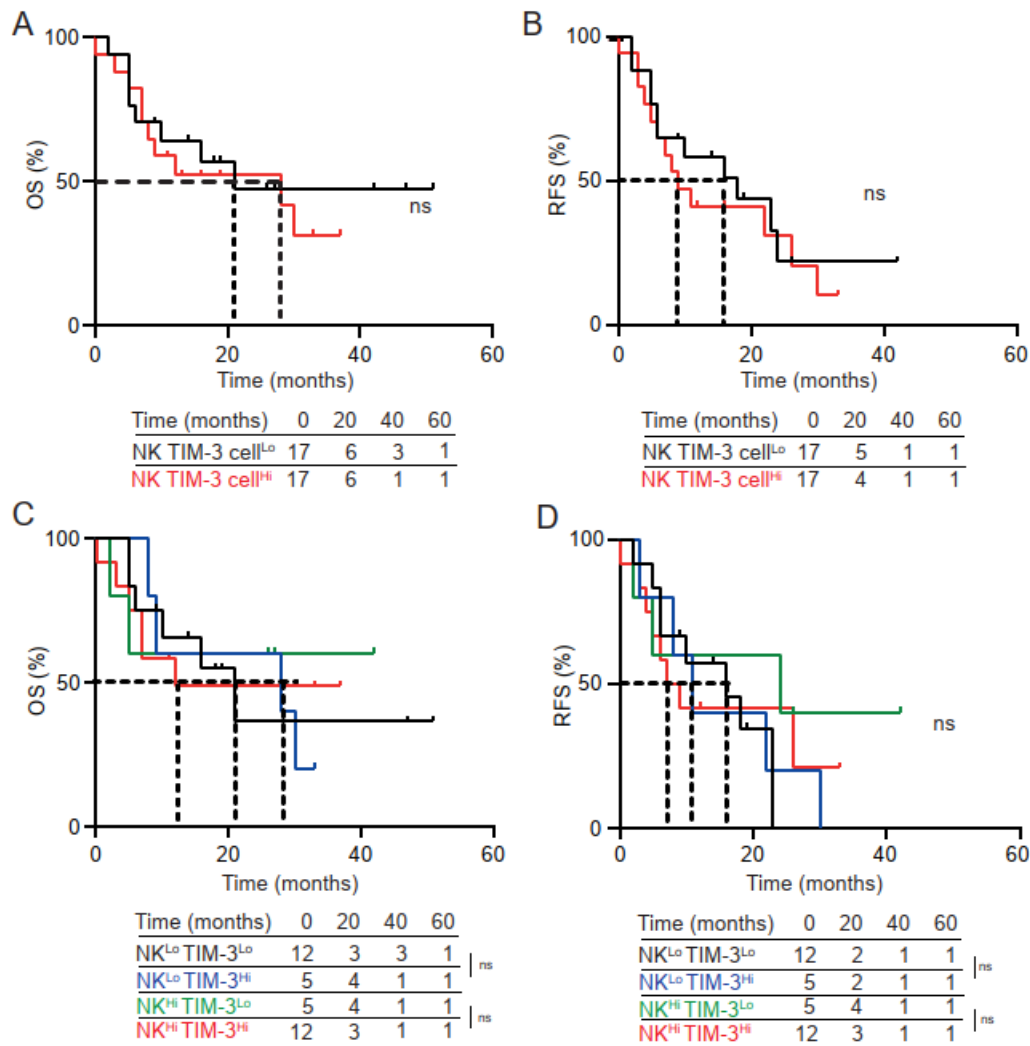 A
B
100
50
0
OS (%)
ns
0 20 40 60
Time (months)
100
50
0
RFS (%)
ns
0 20 40 60
Time (months)
Time (months) 0 20 40 60
NK TIM-3 cellᴸᵒ 17 6 3 1
NK TIM-3 cellᴴⁱ 17 6 1 1
Time (months) 0 20 40 60
NK TIM-3 cellᴸᵒ 17 5 1 1
NK TIM-3 cellᴴⁱ 17 4 1 1
C
D
100
50
0
OS (%)
0 20 40 60
Time (months)
100
50
0
RFS (%)
ns
0 20 40 60
Time (months)
Time (months) 0 20 40 60
NKᴸᵒ TIM-3ᴸᵒ 12 3 3 1
NKᴸᵒ TIM-3ᴴⁱ 5 4 1 1
ns
NKᴴⁱ TIM-3ᴸᵒ 5 4 1 1
NKᴴⁱ TIM-3ᴴⁱ 12 3 1 1
ns
Time (months) 0 20 40 60
NKᴸᵒ TIM-3ᴸᵒ 12 2 1 1
NKᴸᵒ TIM-3ᴴⁱ 5 2 1 1
ns
NKᴴⁱ TIM-3ᴸᵒ 5 4 1 1
NKᴴⁱ TIM-3ᴴⁱ 12 3 1 1
ns